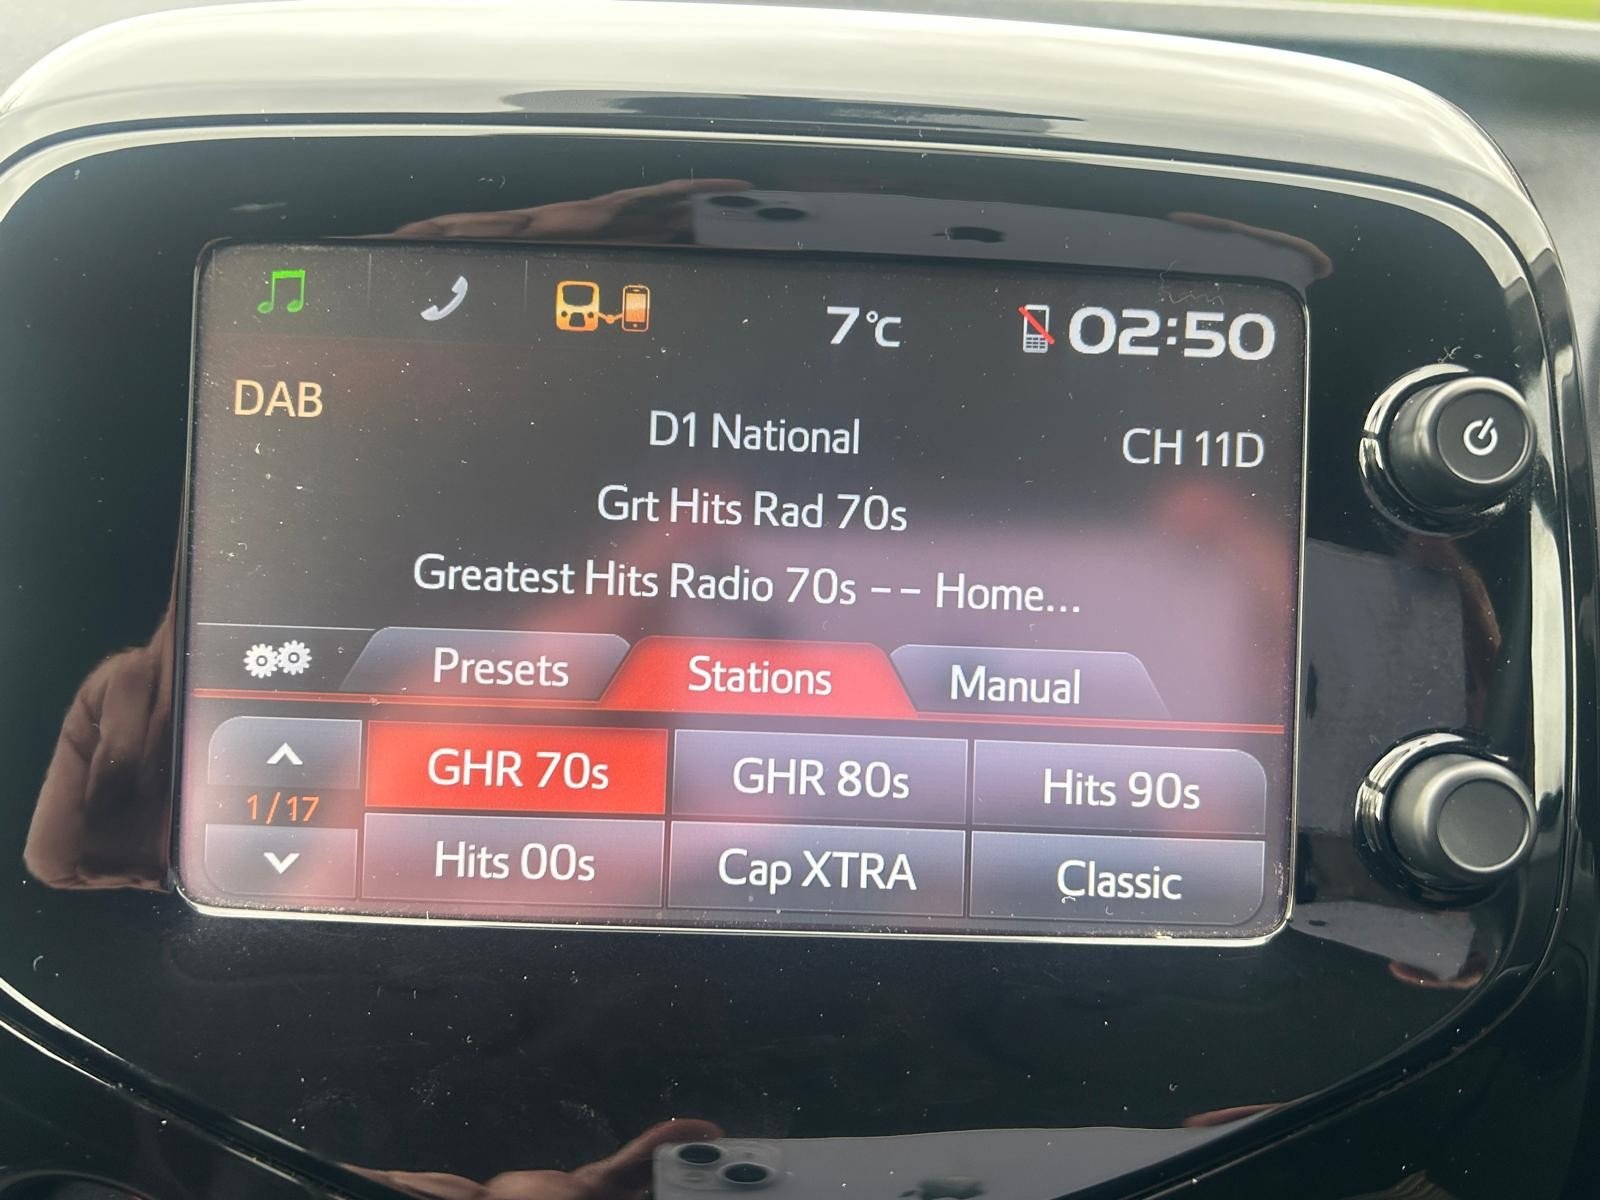 7°C
02:50
DAB
D1 National
CH 11D
Grt Hits Rad 70s
Greatest Hits Radio 70s -- Home...
Presets
Stations
Manual
GHR 70s
GHR 80s
Hits 90s
1/17
Hits 00s
Cap XTRA
Classic